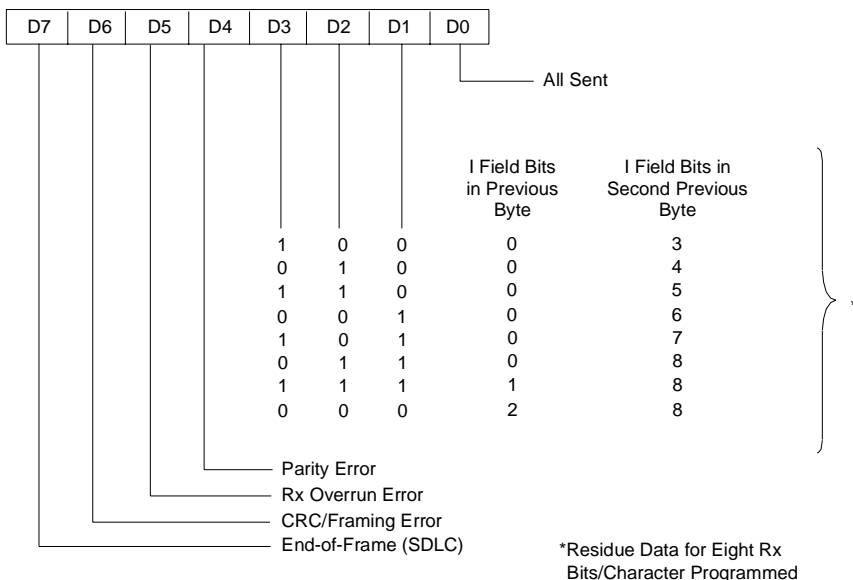 D7 D6 D5 D4 D3 D2 D1 D0
All Sent
I Field Bits
in Previous
Byte
I Field Bits in
Second Previous
Byte
1 0 0 0 3
0 1 0 0 4
1 1 0 0 5
0 0 1 0 6
1 0 1 0 7
0 1 1 0 8
1 1 1 1 8
0 0 0 2 8
Parity Error
Rx Overrun Error
CRC/Framing Error
End-of-Frame (SDLC)
*Residue Data for Eight Rx
Bits/Character Programmed